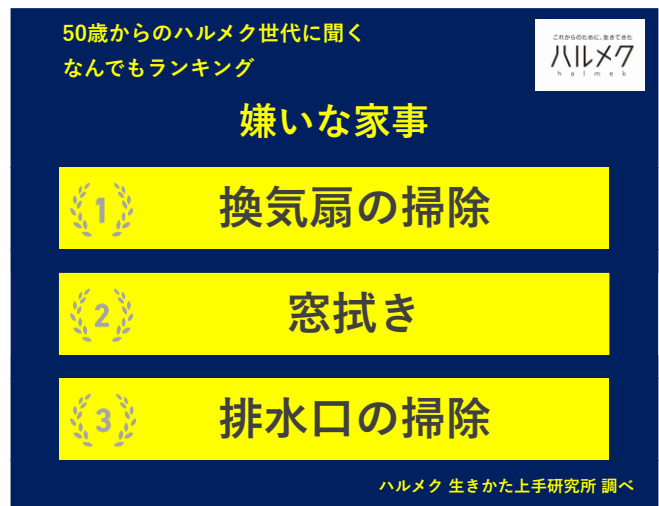 50歳からのハルメク世代に聞く
なんでもランキング
これからのために、生きてきた
ハルメク
halmek
嫌いな家事
1 換気扇の掃除
2 窓拭き
3 排水口の掃除
ハルメク 生きかた上手研究所 調べ